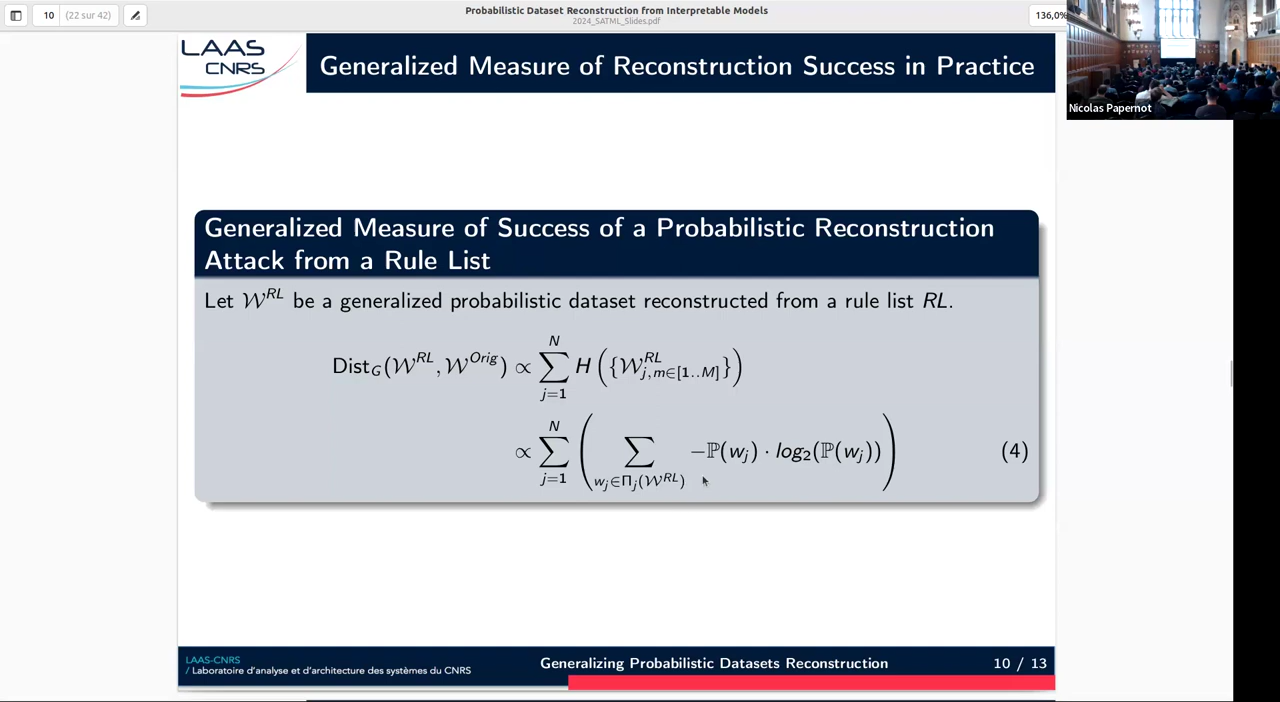 10 (22 sur 42)
Probabilistic Dataset Reconstruction from Interpretable Models
2024_SATML_Slides.pdf
136,0%
Nicolas Papernot
LAAS
CNRS
Generalized Measure of Reconstruction Success in Practice
Generalized Measure of Success of a Probabilistic Reconstruction
Attack from a Rule List
Let 𝒲^{RL} be a generalized probabilistic dataset reconstructed from a rule list RL.
Dist_G(𝒲^{RL}, 𝒲^{Orig}) ∝ ∑_{j=1}^{N} H({𝒲^{RL}_{j,m∈[1..M]}})
∝ ∑_{j=1}^{N} (∑_{w_j∈Π_j(𝒲^{RL})} −ℙ(w_j) · log_2(ℙ(w_j))) (4)
LAAS-CNRS
/ Laboratoire d'analyse et d'architecture des systèmes du CNRS
Generalizing Probabilistic Datasets Reconstruction
10 / 13